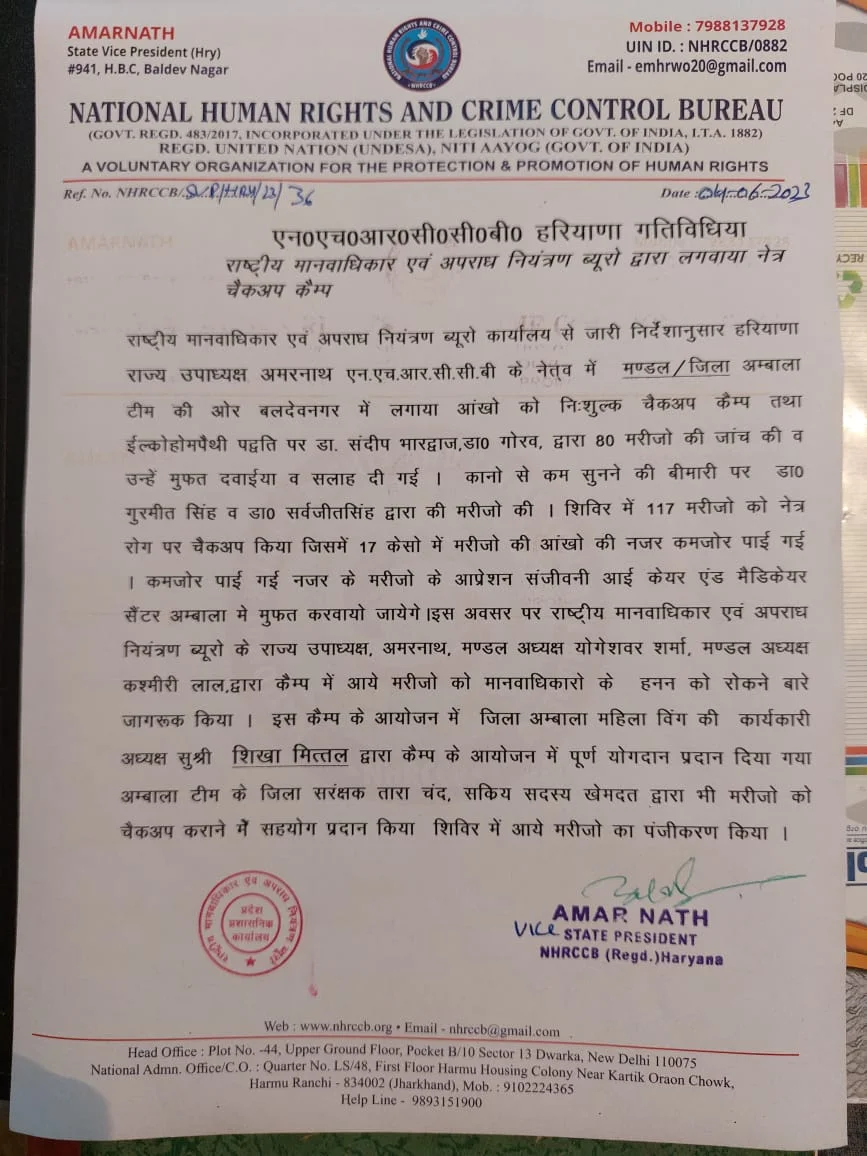 AMARNATH
State Vice President (Hry)
#941, H.B.C, Baldev Nagar
Mobile : 7988137928
UIN ID. : NHRCCB/0882
Email - emhrwo20@gmail.com
NATIONAL HUMAN RIGHTS AND CRIME CONTROL BUREAU
NHRCCB
NATIONAL HUMAN RIGHTS AND CRIME CONTROL BUREAU
(GOVT. REGD. 483/2017, INCORPORATED UNDER THE LEGISLATION OF GOVT. OF INDIA, I.T.A. 1882)
REGD. UNITED NATION (UNDESA), NITI AAYOG (GOVT. OF INDIA)
A VOLUNTARY ORGANIZATION FOR THE PROTECTION & PROMOTION OF HUMAN RIGHTS
Ref. No. NHRCCB/S.V.P/HRY/23/36
Date : 04-06-2023
एन0एच0आर0सी0सी0बी0 हरियाणा गतिविधिया
राष्ट्रीय मानवाधिकार एवं अपराध नियंत्रण ब्यूरो द्वारा लगवाया नेत्र
चैकअप कैम्प
राष्ट्रीय मानवाधिकार एवं अपराध नियंत्रण ब्यूरो कार्यालय से जारी निर्देशानुसार हरियाणा
राज्य उपाध्यक्ष अमरनाथ एन.एच.आर.सी.सी.बी के नेतृव में मण्डल/जिला अम्बाला
टीम की ओर बलदेवनगर में लगाया आंखो को निःशुल्क चैकअप कैम्प तथा
ईल्कोहोमपैथी पद्वति पर डा. संदीप भारद्वाज,डा0 गोरव, द्वारा 80 मरीजो की जांच की व
उन्हें मुफत दवाईया व सलाह दी गई । कानो से कम सुनने की बीमारी पर डा0
गुरमीत सिंह व डा0 सर्वजीतसिंह द्वारा की मरीजो की । शिविर में 117 मरीजो को नेत्र
रोग पर चैकअप किया जिसमें 17 केसो में मरीजो की आंखो की नजर कमजोर पाई गई
। कमजोर पाई गई नजर के मरीजो के आप्रेशन संजीवनी आई केयर एंड मैडिकेयर
सैंटर अम्बाला मे मुफत करवायो जायेगे।इस अवसर पर राष्ट्रीय मानवाधिकार एवं अपराध
नियंत्रण ब्यूरो के राज्य उपाध्यक्ष, अमरनाथ, मण्डल अध्यक्ष योगेशवर शर्मा, मण्डल अध्यक्ष
कश्मीरी लाल,द्वारा कैम्प में आये मरीजो को मानवाधिकारो के हनन को रोकने बारे
जागरूक किया । इस कैम्प के आयोजन में जिला अम्बाला महिला विंग की कार्यकारी
अध्यक्ष सुश्री शिखा मित्तल द्वारा कैम्प के आयोजन में पूर्ण योगदान प्रदान दिया गया
अम्बाला टीम के जिला सरंक्षक तारा चंद, सकिय सदस्य खेमदत द्वारा भी मरीजो को
चैकअप कराने में सहयोग प्रदान किया शिविर में आये मरीजो का पंजीकरण किया ।
मानवाधिकार एवं अपराध नियंत्रण
प्रदेश
प्रशासनिक
कार्यालय
AMAR NATH
Vice STATE PRESIDENT
NHRCCB (Regd.)Haryana
Web : www.nhrccb.org • Email - nhrccb@gmail.com
Head Office : Plot No. -44, Upper Ground Floor, Pocket B/10 Sector 13 Dwarka, New Delhi 110075
National Admn. Office/C.O. : Quarter No. LS/48, First Floor Harmu Housing Colony Near Kartik Oraon Chowk,
Harmu Ranchi - 834002 (Jharkhand), Mob. : 9102224365
Help Line - 9893151900